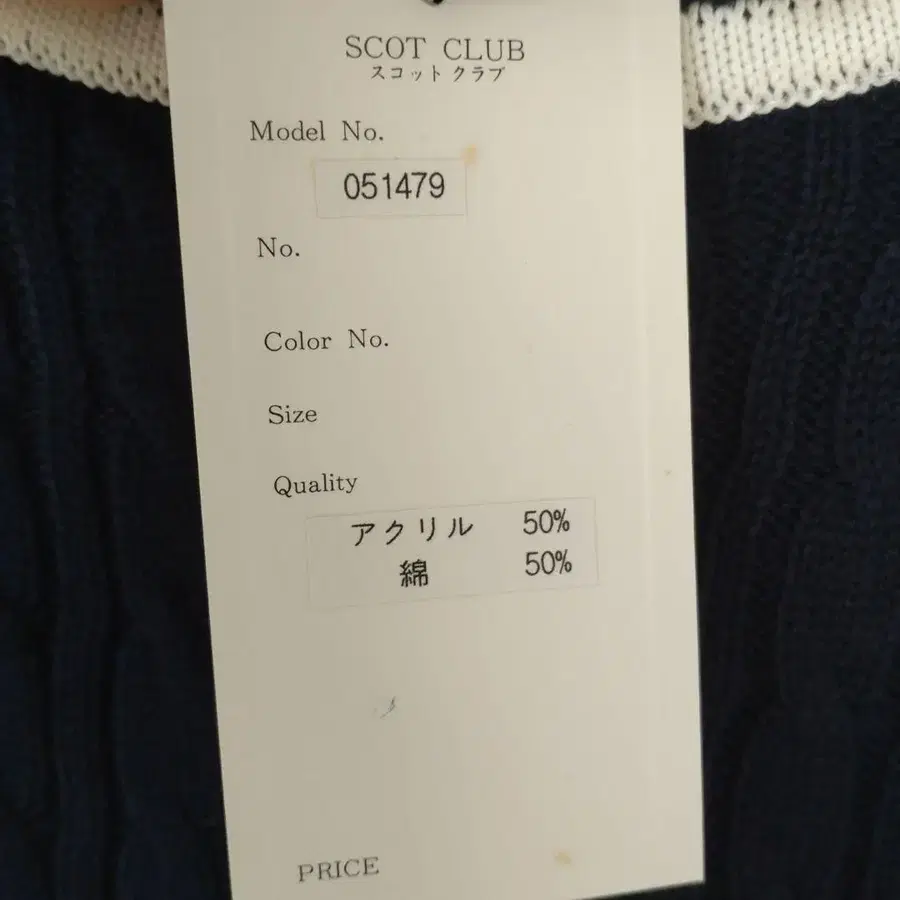 SCOT CLUB
スコットクラブ
Model No.
051479
No.
Color No.
Size
Quality
アクリル 50%
綿 50%
PRICE